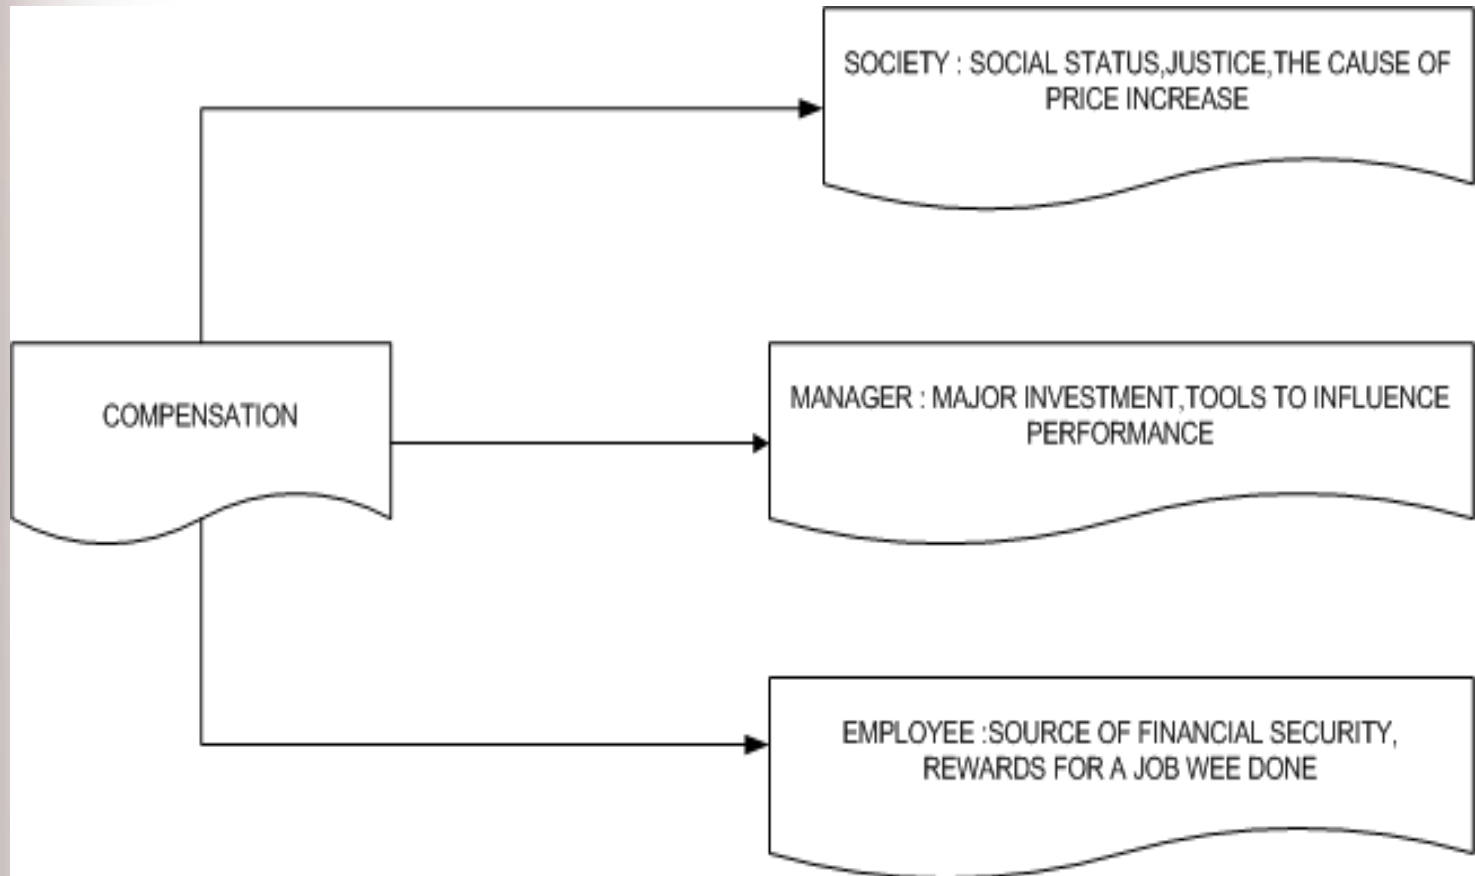 SOCIETY : SOCIAL STATUS,JUSTICE,THE CAUSE OF
PRICE INCREASE
COMPENSATION
MANAGER : MAJOR INVESTMENT,TOOLS TO INFLUENCE
PERFORMANCE
EMPLOYEE :SOURCE OF FINANCIAL SECURITY,
REWARDS FOR A JOB WEE DONE